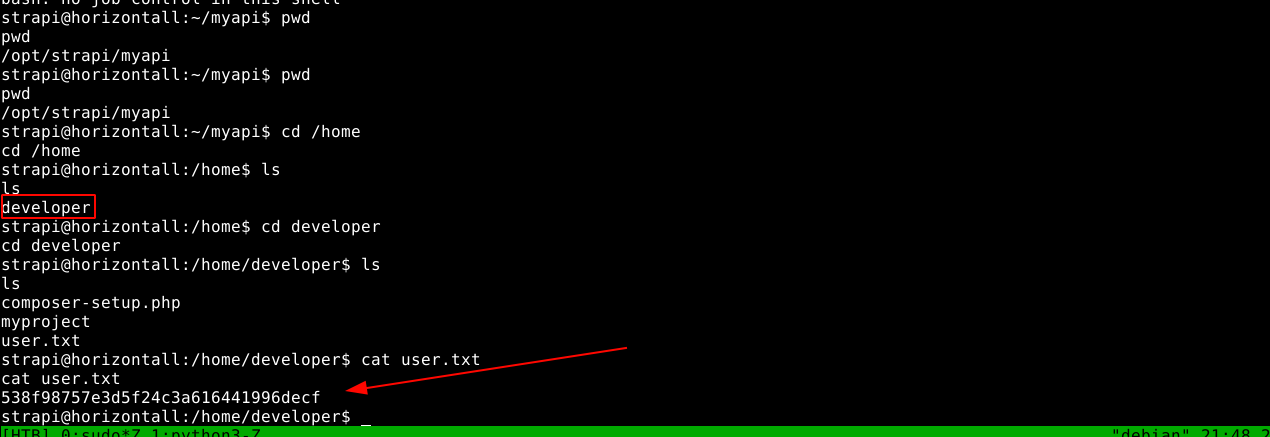 bash: no job control in this shell
strapi@horizontall:~/myapi$ pwd
pwd
/opt/strapi/myapi
strapi@horizontall:~/myapi$ pwd
pwd
/opt/strapi/myapi
strapi@horizontall:~/myapi$ cd /home
cd /home
strapi@horizontall:/home$ ls
ls
developer
strapi@horizontall:/home$ cd developer
cd developer
strapi@horizontall:/home/developer$ ls
ls
composer-setup.php
myproject
user.txt
strapi@horizontall:/home/developer$ cat user.txt
cat user.txt
538f98757e3d5f24c3a616441996decf
strapi@horizontall:/home/developer$ _
[HTB] 0:sudo*Z 1:python3-Z "debian" 21:48